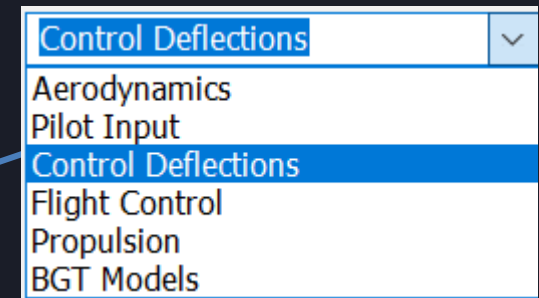 Control Deflections
Aerodynamics
Pilot Input
Control Deflections
Flight Control
Propulsion
BGT Models